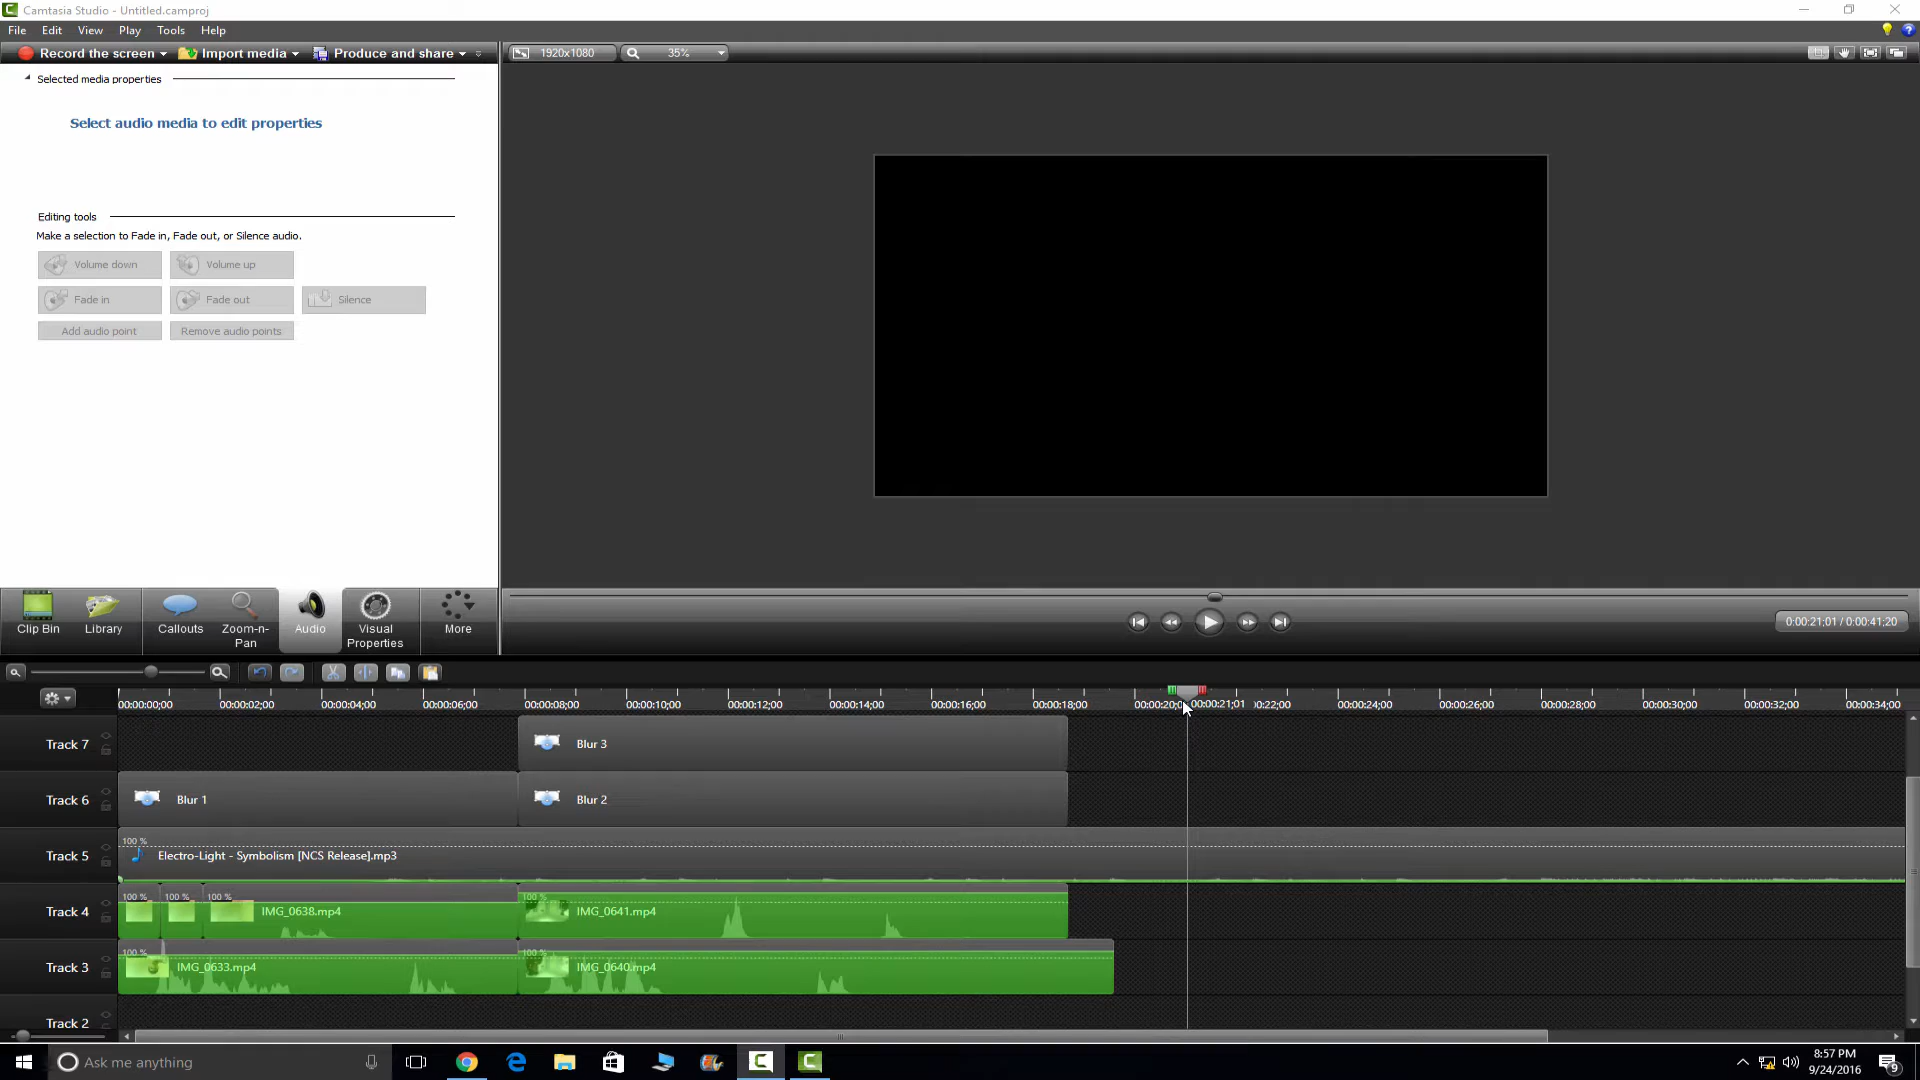 Camtasia Studio - Untitled.camproj
File Edit View Play Tools Help
Record the screen Import media Produce and share 1920x1080 35%
Selected media properties
Select audio media to edit properties
Editing tools
Make a selection to Fade in, Fade out, or Silence audio.
Volume down Volume up
Fade in Fade out Silence
Add audio point Remove audio points
Clip Bin Library Callouts Zoom-n-Pan Audio Visual Properties More
0:00:21;01 / 0:00:41;20
00:00:00;00 00:00:02;00 00:00:04;00 00:00:06;00 00:00:08;00 00:00:10;00 00:00:12;00 00:00:14;00 00:00:16;00 00:00:18;00 00:00:21;01 00:00:24;00 00:00:26;00 00:00:28;00 00:00:30;00 00:00:32;00 00:00:34;00
Track 7 Blur 3
Track 6 Blur 1 Blur 2
100 %
Track 5 Electro-Light - Symbolism [NCS Release].mp3
100 % 100 % 100 % 100 %
Track 4 IMG_0638.mp4 IMG_0641.mp4
100 % 100 %
Track 3 IMG_0633.mp4 IMG_0640.mp4
Track 2
Ask me anything
8:57 PM
9/24/2016
9